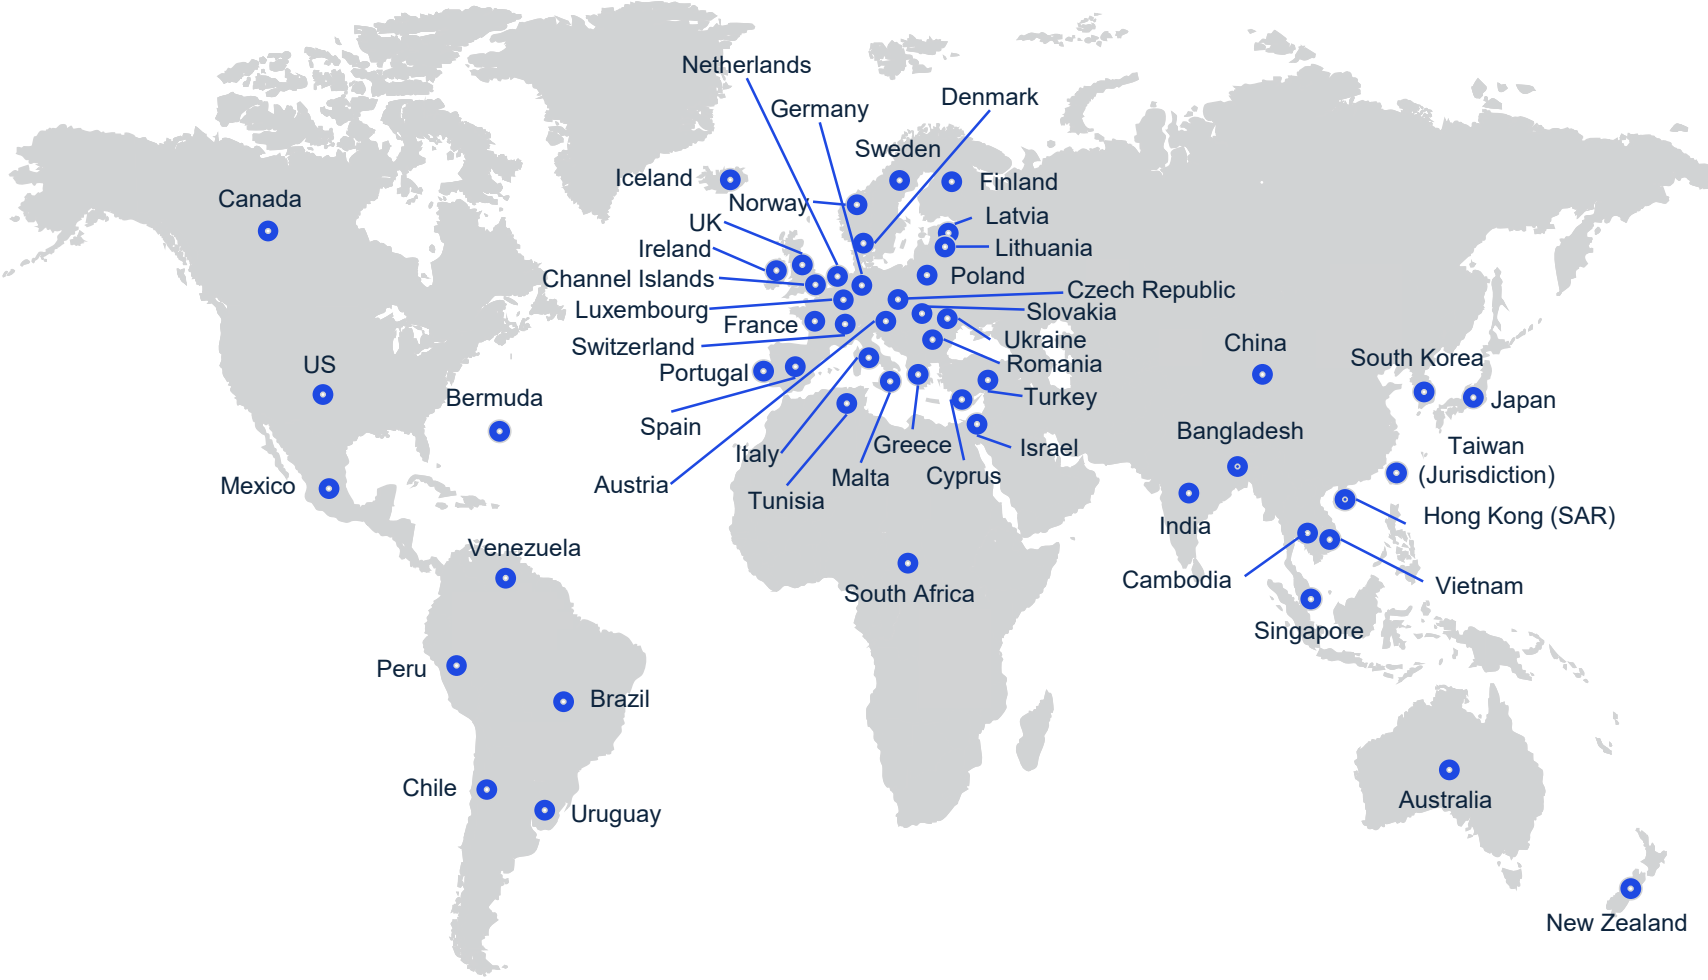 Netherlands
Germany
Denmark
Sweden
Iceland
Finland
Canada
Norway
Latvia
UK
Ireland
Lithuania
Channel Islands
Poland
Czech Republic
Luxembourg
Slovakia
France
Ukraine
Switzerland
China
South Korea
US
Romania
Portugal
Bermuda
Turkey
Japan
Spain
Bangladesh
Greece
Israel
Taiwan
(Jurisdiction)
Italy
Malta
Cyprus
Mexico
Austria
Tunisia
Hong Kong (SAR)
India
Venezuela
Cambodia
Vietnam
South Africa
Singapore
Peru
Brazil
Chile
Australia
Uruguay
New Zealand